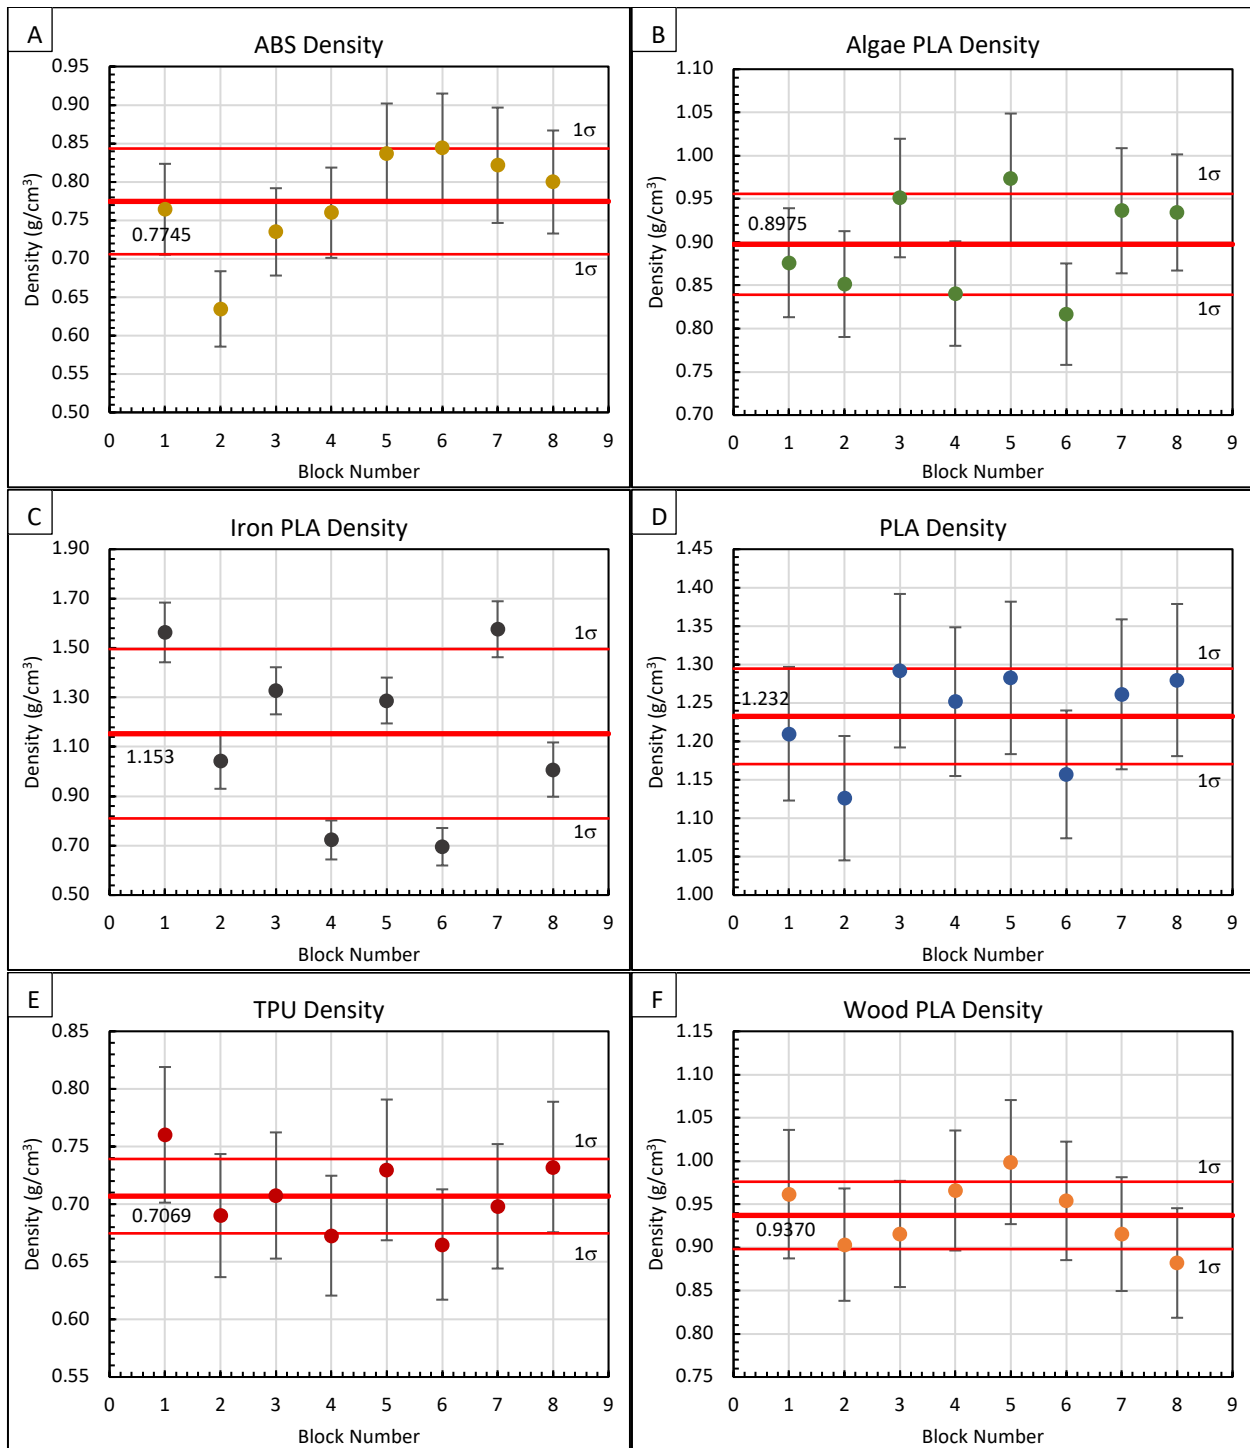 A
ABS Density
0.95
0.90
0.85
0.80
0.75
0.70
0.65
0.60
0.55
0.50
Density (g/cm³)
1σ
0.7745
1σ
0 1 2 3 4 5 6 7 8 9
Block Number
B
Algae PLA Density
1.10
1.05
1.00
0.95
0.90
0.85
0.80
0.75
0.70
Density (g/cm³)
1σ
0.8975
1σ
0 1 2 3 4 5 6 7 8 9
Block Number
C
Iron PLA Density
1.90
1.70
1.50
1.30
1.10
0.90
0.70
0.50
Density (g/cm³)
1σ
1.153
1σ
0 1 2 3 4 5 6 7 8 9
Block Number
D
PLA Density
1.45
1.40
1.35
1.30
1.25
1.20
1.15
1.10
1.05
1.00
Density (g/cm³)
1σ
1.232
1σ
0 1 2 3 4 5 6 7 8 9
Block Number
E
TPU Density
0.85
0.80
0.75
0.70
0.65
0.60
0.55
Density (g/cm³)
1σ
0.7069
1σ
0 1 2 3 4 5 6 7 8 9
Block Number
F
Wood PLA Density
1.15
1.10
1.05
1.00
0.95
0.90
0.85
0.80
0.75
Density (g/cm³)
1σ
0.9370
1σ
0 1 2 3 4 5 6 7 8 9
Block Number